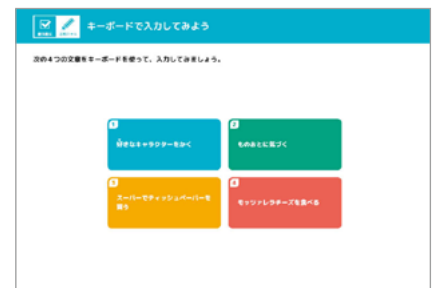 キーボードで入力してみよう
次の4つの文章をキーボードを使って、入力してみましょう。
1
好きなキャラクターをかく
2
ものおとに気づく
3
スーパーでティッシュペーパーを
買う
4
モッツァレラチーズを食べる